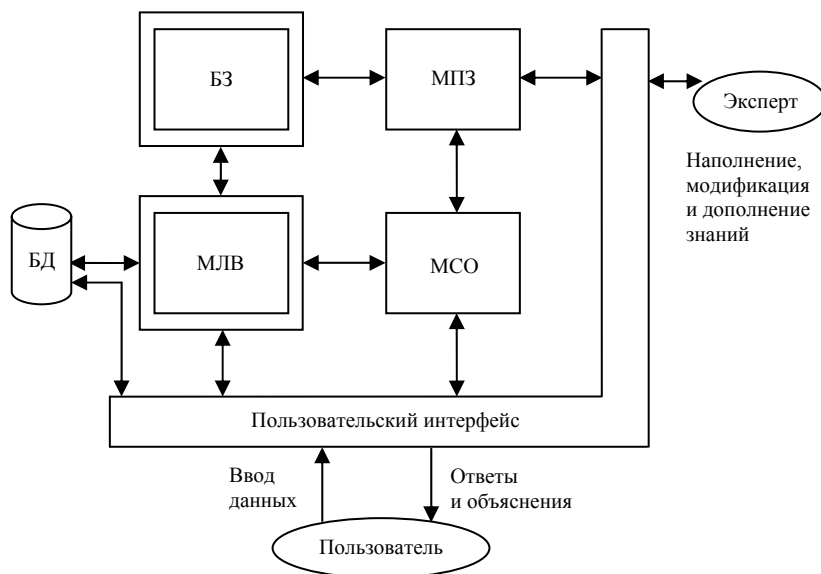 БЗ
МПЗ
Эксперт
Наполнение,
модификация
и дополнение
знаний
БД
МЛВ
МСО
Пользовательский интерфейс
Ввод
данных
Ответы
и объяснения
Пользователь